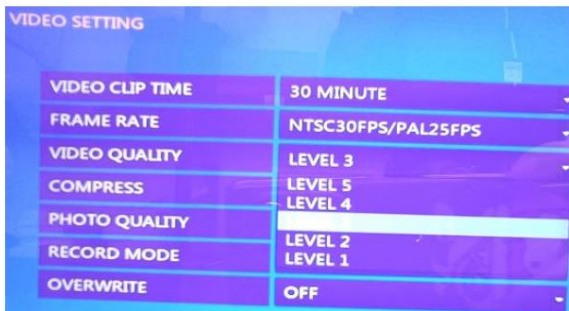 VIDEO SETTING
VIDEO CLIP TIME
30 MINUTE
FRAME RATE
NTSC30FPS/PAL25FPS
VIDEO QUALITY
LEVEL 3
COMPRESS
LEVEL 5
LEVEL 4
PHOTO QUALITY
LEVEL 2
RECORD MODE
LEVEL 1
OVERWRITE
OFF